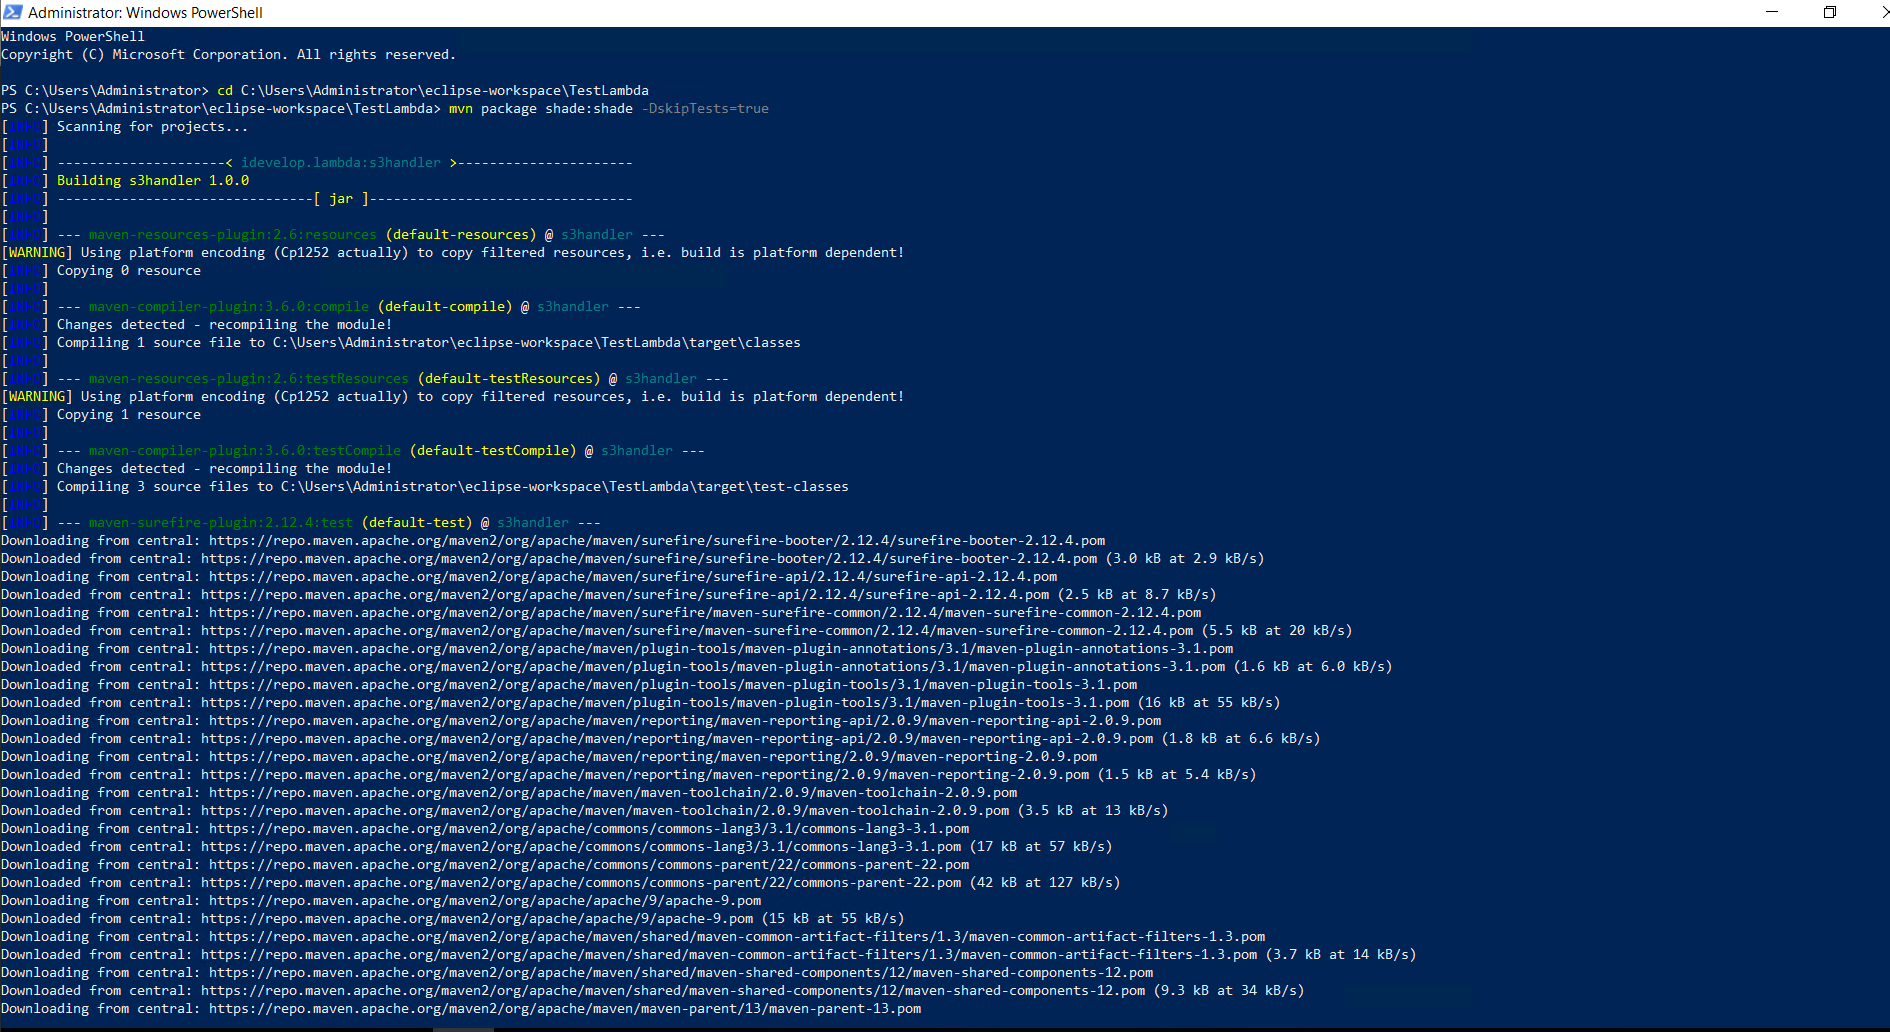 Administrator: Windows PowerShell
Windows PowerShell
Copyright (C) Microsoft Corporation. All rights reserved.
PS C:\Users\Administrator> cd C:\Users\Administrator\eclipse-workspace\TestLambda
PS C:\Users\Administrator\eclipse-workspace\TestLambda> mvn package shade:shade -DskipTests=true
[INFO] Scanning for projects...
[INFO]
[INFO] ---------------------< idevelop.lambda:s3handler >----------------------
[INFO] Building s3handler 1.0.0
[INFO] --------------------------------[ jar ]---------------------------------
[INFO]
[INFO] --- maven-resources-plugin:2.6:resources (default-resources) @ s3handler ---
[WARNING] Using platform encoding (Cp1252 actually) to copy filtered resources, i.e. build is platform dependent!
[INFO] Copying 0 resource
[INFO]
[INFO] --- maven-compiler-plugin:3.6.0:compile (default-compile) @ s3handler ---
[INFO] Changes detected - recompiling the module!
[INFO] Compiling 1 source file to C:\Users\Administrator\eclipse-workspace\TestLambda\target\classes
[INFO]
[INFO] --- maven-resources-plugin:2.6:testResources (default-testResources) @ s3handler ---
[WARNING] Using platform encoding (Cp1252 actually) to copy filtered resources, i.e. build is platform dependent!
[INFO] Copying 1 resource
[INFO]
[INFO] --- maven-compiler-plugin:3.6.0:testCompile (default-testCompile) @ s3handler ---
[INFO] Changes detected - recompiling the module!
[INFO] Compiling 3 source files to C:\Users\Administrator\eclipse-workspace\TestLambda\target\test-classes
[INFO]
[INFO] --- maven-surefire-plugin:2.12.4:test (default-test) @ s3handler ---
Downloading from central: https://repo.maven.apache.org/maven2/org/apache/maven/surefire/surefire-booter/2.12.4/surefire-booter-2.12.4.pom
Downloaded from central: https://repo.maven.apache.org/maven2/org/apache/maven/surefire/surefire-booter/2.12.4/surefire-booter-2.12.4.pom (3.0 kB at 2.9 kB/s)
Downloading from central: https://repo.maven.apache.org/maven2/org/apache/maven/surefire/surefire-api/2.12.4/surefire-api-2.12.4.pom
Downloaded from central: https://repo.maven.apache.org/maven2/org/apache/maven/surefire/surefire-api/2.12.4/surefire-api-2.12.4.pom (2.5 kB at 8.7 kB/s)
Downloading from central: https://repo.maven.apache.org/maven2/org/apache/maven/surefire/maven-surefire-common/2.12.4/maven-surefire-common-2.12.4.pom
Downloaded from central: https://repo.maven.apache.org/maven2/org/apache/maven/surefire/maven-surefire-common/2.12.4/maven-surefire-common-2.12.4.pom (5.5 kB at 20 kB/s)
Downloading from central: https://repo.maven.apache.org/maven2/org/apache/maven/plugin-tools/maven-plugin-annotations/3.1/maven-plugin-annotations-3.1.pom
Downloaded from central: https://repo.maven.apache.org/maven2/org/apache/maven/plugin-tools/maven-plugin-annotations/3.1/maven-plugin-annotations-3.1.pom (1.6 kB at 6.0 kB/s)
Downloading from central: https://repo.maven.apache.org/maven2/org/apache/maven/plugin-tools/maven-plugin-tools/3.1/maven-plugin-tools-3.1.pom
Downloaded from central: https://repo.maven.apache.org/maven2/org/apache/maven/plugin-tools/maven-plugin-tools/3.1/maven-plugin-tools-3.1.pom (16 kB at 55 kB/s)
Downloading from central: https://repo.maven.apache.org/maven2/org/apache/maven/reporting/maven-reporting-api/2.0.9/maven-reporting-api-2.0.9.pom
Downloaded from central: https://repo.maven.apache.org/maven2/org/apache/maven/reporting/maven-reporting-api/2.0.9/maven-reporting-api-2.0.9.pom (1.8 kB at 6.6 kB/s)
Downloading from central: https://repo.maven.apache.org/maven2/org/apache/maven/reporting/maven-reporting/2.0.9/maven-reporting-2.0.9.pom
Downloaded from central: https://repo.maven.apache.org/maven2/org/apache/maven/reporting/maven-reporting/2.0.9/maven-reporting-2.0.9.pom (1.5 kB at 5.4 kB/s)
Downloading from central: https://repo.maven.apache.org/maven2/org/apache/maven/maven-toolchain/2.0.9/maven-toolchain-2.0.9.pom
Downloaded from central: https://repo.maven.apache.org/maven2/org/apache/maven/maven-toolchain/2.0.9/maven-toolchain-2.0.9.pom (3.5 kB at 13 kB/s)
Downloading from central: https://repo.maven.apache.org/maven2/org/apache/commons/commons-lang3/3.1/commons-lang3-3.1.pom
Downloaded from central: https://repo.maven.apache.org/maven2/org/apache/commons/commons-lang3/3.1/commons-lang3-3.1.pom (17 kB at 57 kB/s)
Downloading from central: https://repo.maven.apache.org/maven2/org/apache/commons/commons-parent/22/commons-parent-22.pom
Downloaded from central: https://repo.maven.apache.org/maven2/org/apache/commons/commons-parent/22/commons-parent-22.pom (42 kB at 127 kB/s)
Downloading from central: https://repo.maven.apache.org/maven2/org/apache/apache/9/apache-9.pom
Downloaded from central: https://repo.maven.apache.org/maven2/org/apache/apache/9/apache-9.pom (15 kB at 55 kB/s)
Downloading from central: https://repo.maven.apache.org/maven2/org/apache/maven/shared/maven-common-artifact-filters/1.3/maven-common-artifact-filters-1.3.pom
Downloaded from central: https://repo.maven.apache.org/maven2/org/apache/maven/shared/maven-common-artifact-filters/1.3/maven-common-artifact-filters-1.3.pom (3.7 kB at 14 kB/s)
Downloading from central: https://repo.maven.apache.org/maven2/org/apache/maven/shared/maven-shared-components/12/maven-shared-components-12.pom
Downloaded from central: https://repo.maven.apache.org/maven2/org/apache/maven/shared/maven-shared-components/12/maven-shared-components-12.pom (9.3 kB at 34 kB/s)
Downloading from central: https://repo.maven.apache.org/maven2/org/apache/maven/maven-parent/13/maven-parent-13.pom